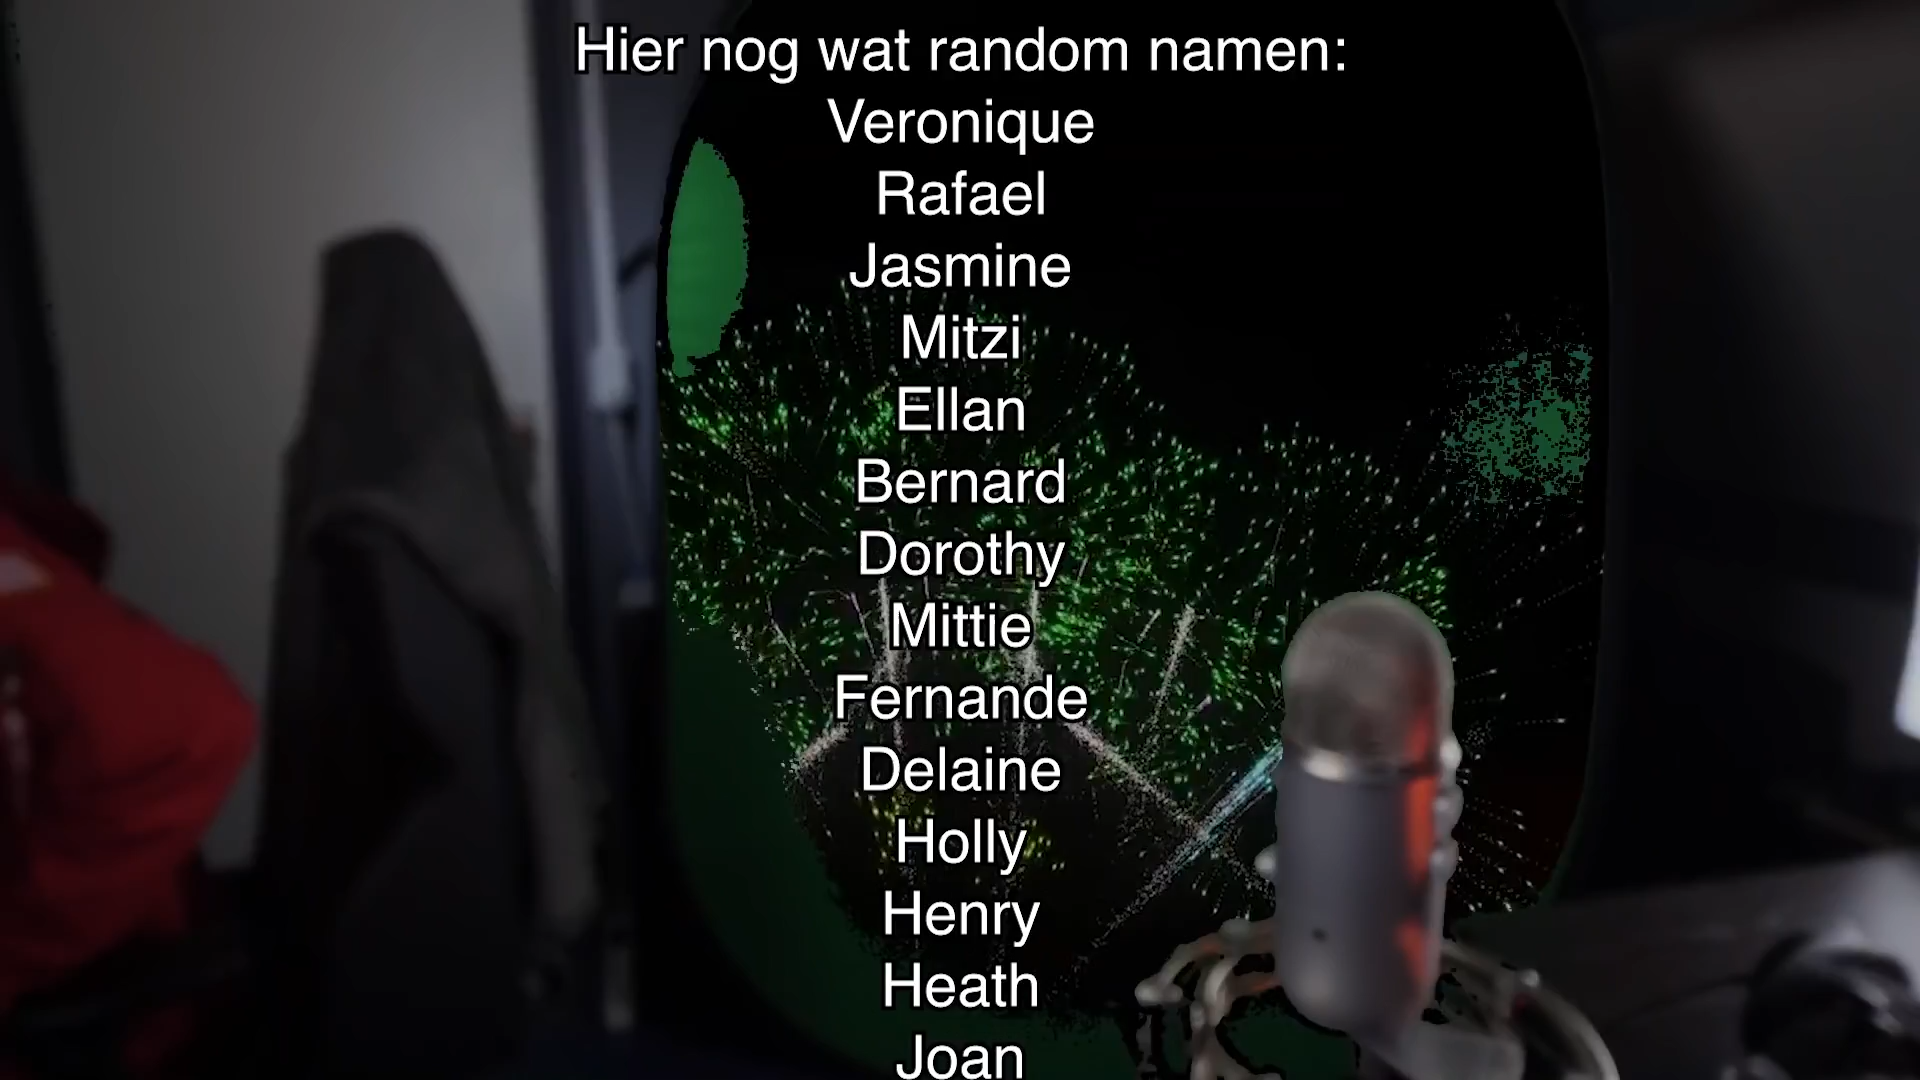 Hier nog wat random namen:
Veronique
Rafael
Jasmine
Mitzi
Ellan
Bernard
Dorothy
Mittie
Fernande
Delaine
Holly
Henry
Heath
Joan